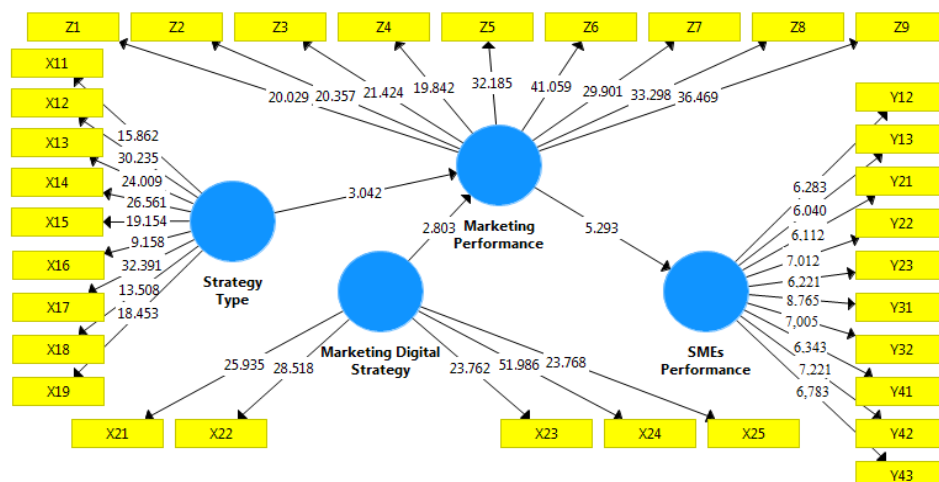 Z1 Z2 Z3 Z4 Z5 Z6 Z7 Z8 Z9
20.029 20.357 21.424 19.842 32.185 41.059 29.901 33.298 36.469
X11
X12
X13
X14
X15
X16
X17
X18
X19
15.862
30.235
24.009
26.561
19.154
9.158
32.391
13.508
18.453
Strategy
Type
3.042
2.803
Marketing
Performance
5.293
Marketing Digital
Strategy
25.935 28.518 23.762 51.986 23.768
X21 X22 X23 X24 X25
SMEs
Performance
6.283
6.040
6.112
7.012
6.221
8.765
7,005
6.343
7.221
6,783
Y12
Y13
Y21
Y22
Y23
Y31
Y32
Y41
Y42
Y43